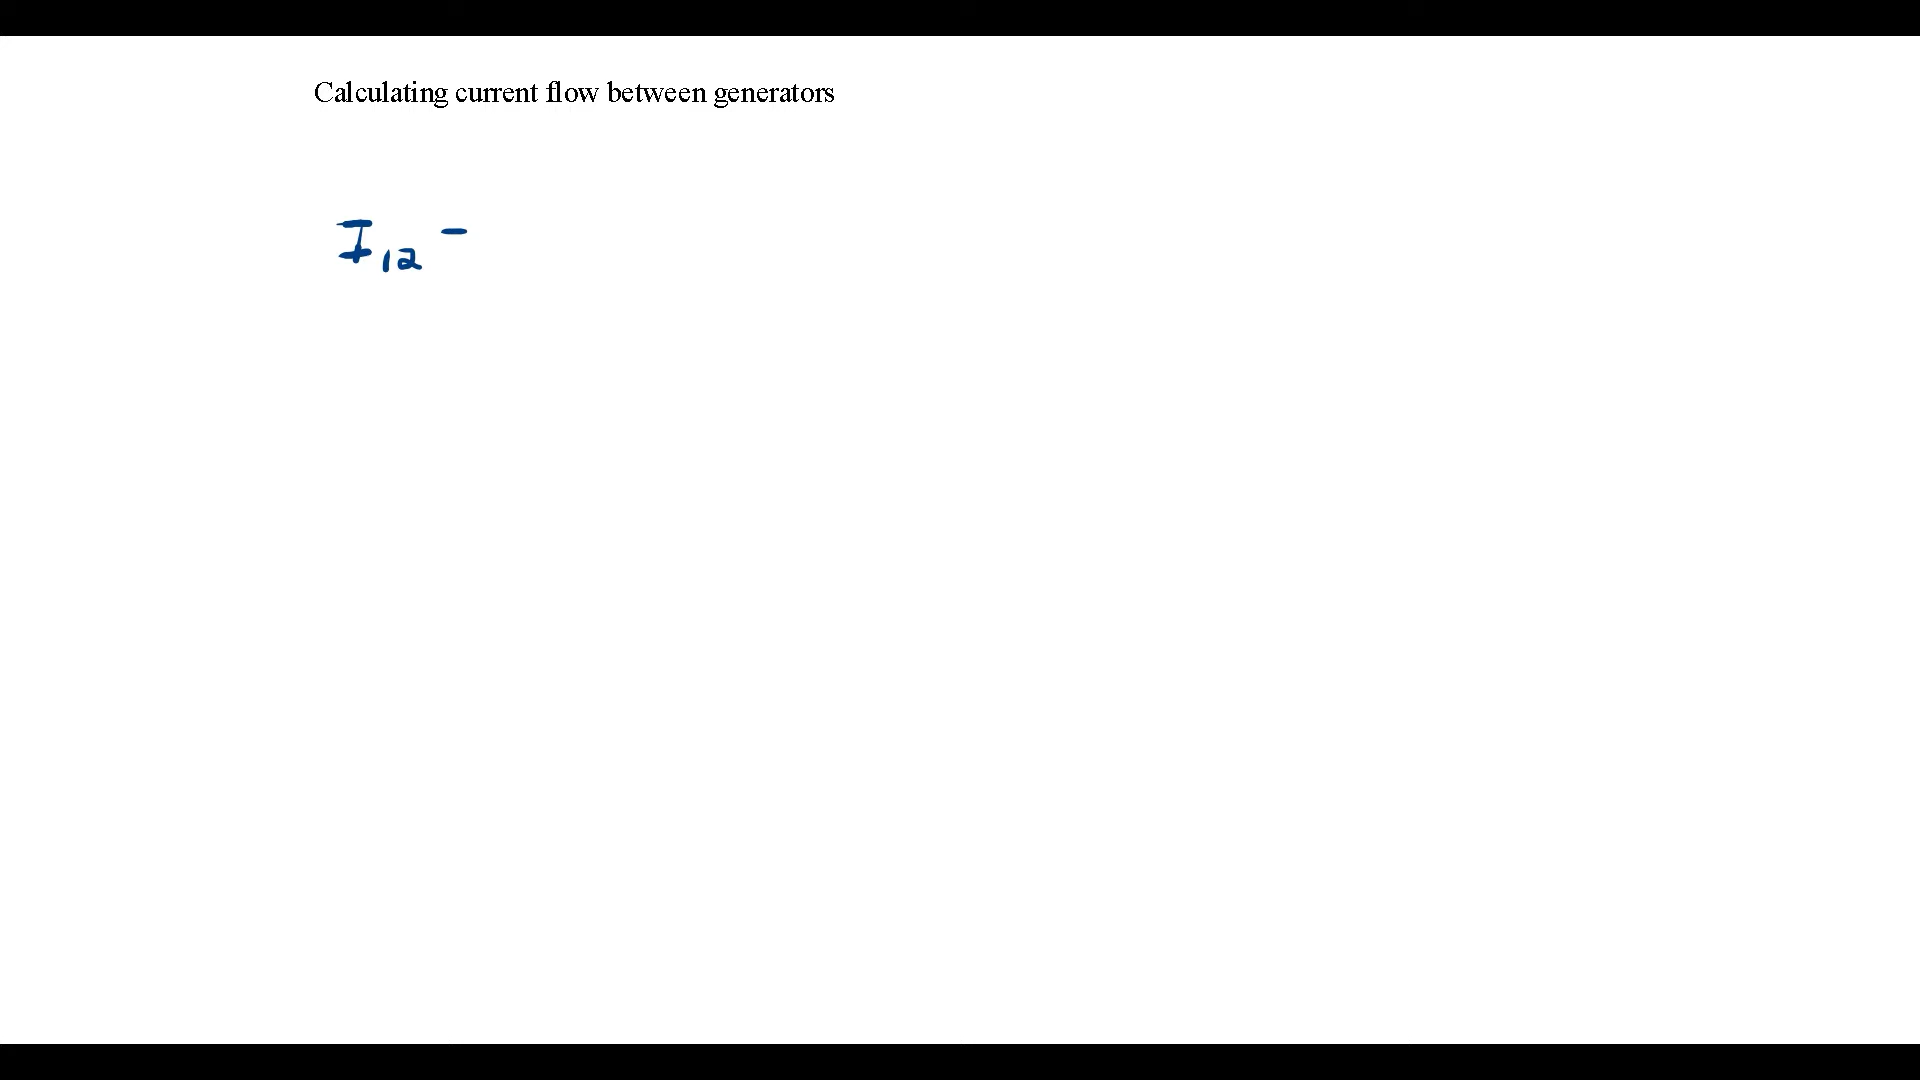 Calculating current flow between generators
I₁₂ -